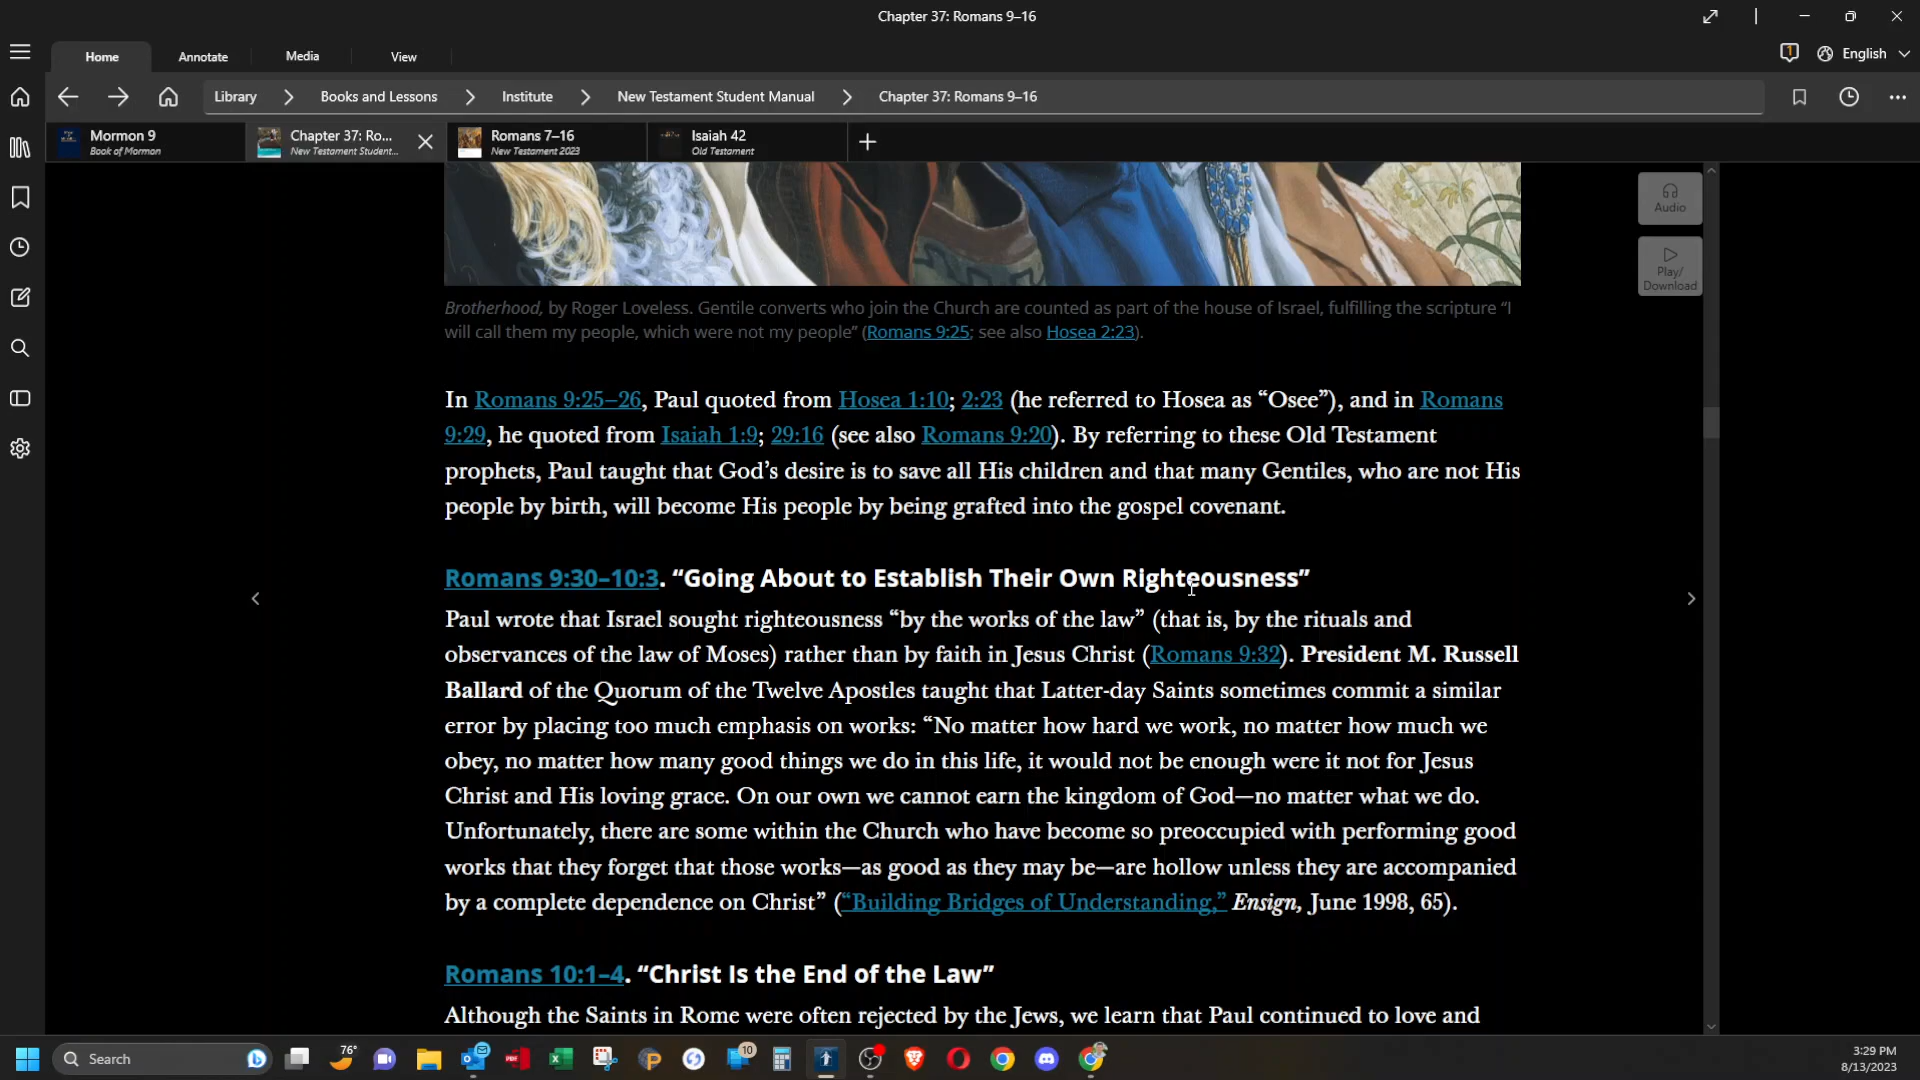 Chapter 37: Romans 9–16
Home
Annotate
Media
View
1
English
Library
Books and Lessons
Institute
New Testament Student Manual
Chapter 37: Romans 9–16
Mormon 9
Book of Mormon
Chapter 37: Ro...
New Testament Student...
Romans 7–16
New Testament 2023
Isaiah 42
Old Testament
Audio
Play/
Download
Brotherhood, by Roger Loveless. Gentile converts who join the Church are counted as part of the house of Israel, fulfilling the scripture “I
will call them my people, which were not my people” (Romans 9:25; see also Hosea 2:23).
In Romans 9:25–26, Paul quoted from Hosea 1:10; 2:23 (he referred to Hosea as “Osee”), and in Romans
9:29, he quoted from Isaiah 1:9; 29:16 (see also Romans 9:20). By referring to these Old Testament
prophets, Paul taught that God’s desire is to save all His children and that many Gentiles, who are not His
people by birth, will become His people by being grafted into the gospel covenant.
Romans 9:30–10:3. “Going About to Establish Their Own Righteousness”
Paul wrote that Israel sought righteousness “by the works of the law” (that is, by the rituals and
observances of the law of Moses) rather than by faith in Jesus Christ (Romans 9:32). President M. Russell
Ballard of the Quorum of the Twelve Apostles taught that Latter-day Saints sometimes commit a similar
error by placing too much emphasis on works: “No matter how hard we work, no matter how much we
obey, no matter how many good things we do in this life, it would not be enough were it not for Jesus
Christ and His loving grace. On our own we cannot earn the kingdom of God—no matter what we do.
Unfortunately, there are some within the Church who have become so preoccupied with performing good
works that they forget that those works—as good as they may be—are hollow unless they are accompanied
by a complete dependence on Christ” (“Building Bridges of Understanding,” Ensign, June 1998, 65).
Romans 10:1–4. “Christ Is the End of the Law”
Although the Saints in Rome were often rejected by the Jews, we learn that Paul continued to love and
Search
76°
PDF
10
3:29 PM
8/13/2023